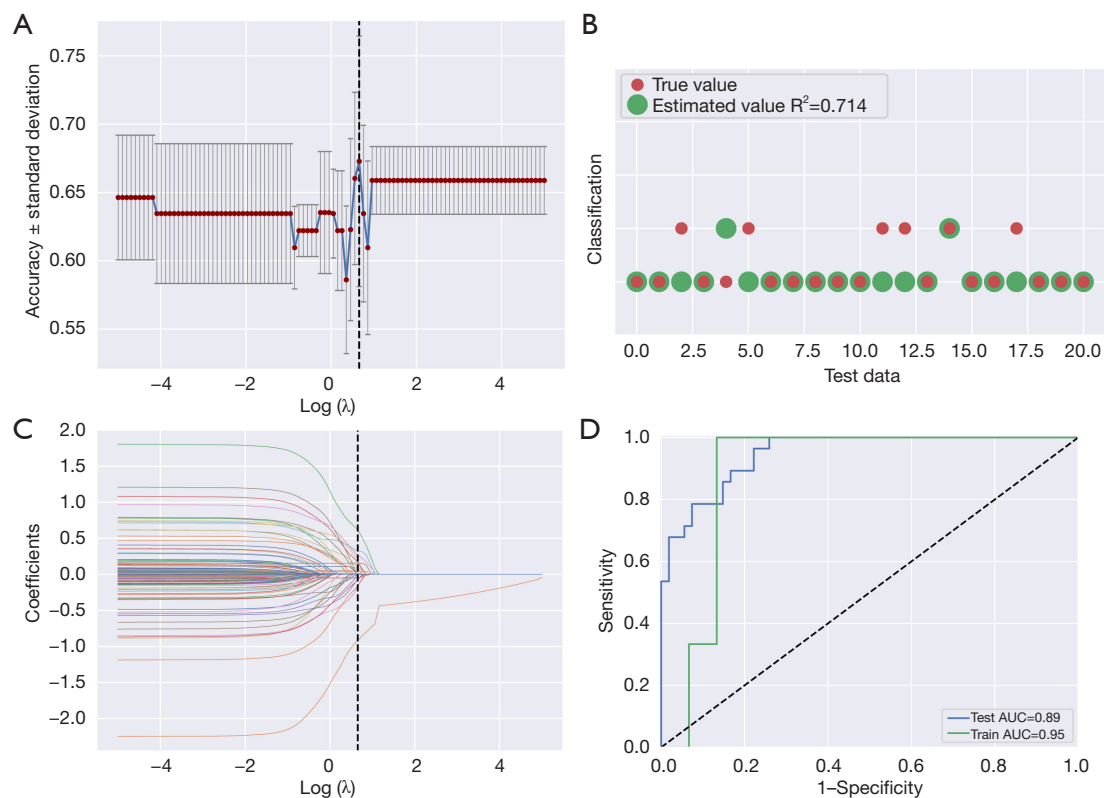 A
Accuracy ± standard deviation
0.75
0.70
0.65
0.60
0.55
−4 −2 0 2 4
Log (λ)
B
True value
Estimated value R²=0.714
Classification
0.0 2.5 5.0 7.5 10.0 12.5 15.0 17.5 20.0
Test data
C
Coefficients
2.0
1.5
1.0
0.5
0.0
−0.5
−1.0
−1.5
−2.0
−4 −2 0 2 4
Log (λ)
D
Sensitivity
1.0
0.8
0.6
0.4
0.2
0.0
Test AUC=0.89
Train AUC=0.95
0.0 0.2 0.4 0.6 0.8 1.0
1−Specificity